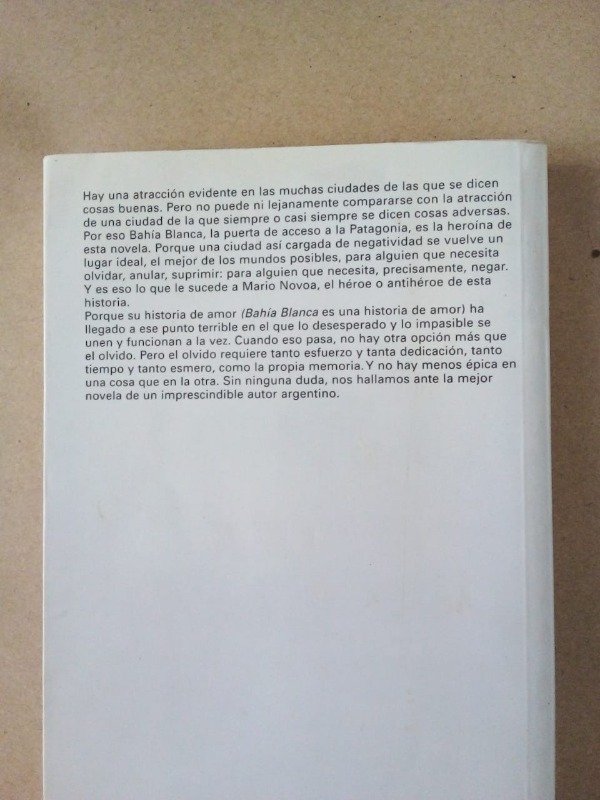 Hay una atracción evidente en las muchas ciudades de las que se dicen
cosas buenas. Pero no puede ni lejanamente compararse con la atracción
de una ciudad de la que siempre o casi siempre se dicen cosas adversas.
Por eso Bahía Blanca, la puerta de acceso a la Patagonia, es la heroína de
esta novela. Porque una ciudad así cargada de negatividad se vuelve un
lugar ideal, el mejor de los mundos posibles, para alguien que necesita
olvidar, anular, suprimir: para alguien que necesita, precisamente, negar.
Y es eso lo que le sucede a Mario Novoa, el héroe o antihéroe de esta
historia.
Porque su historia de amor (Bahía Blanca es una historia de amor) ha
llegado a ese punto terrible en el que lo desesperado y lo impasible se
unen y funcionan a la vez. Cuando eso pasa, no hay otra opción más que
el olvido. Pero el olvido requiere tanto esfuerzo y tanta dedicación, tanto
tiempo y tanto esmero, como la propia memoria. Y no hay menos épica en
una cosa que en la otra. Sin ninguna duda, nos hallamos ante la mejor
novela de un imprescindible autor argentino.